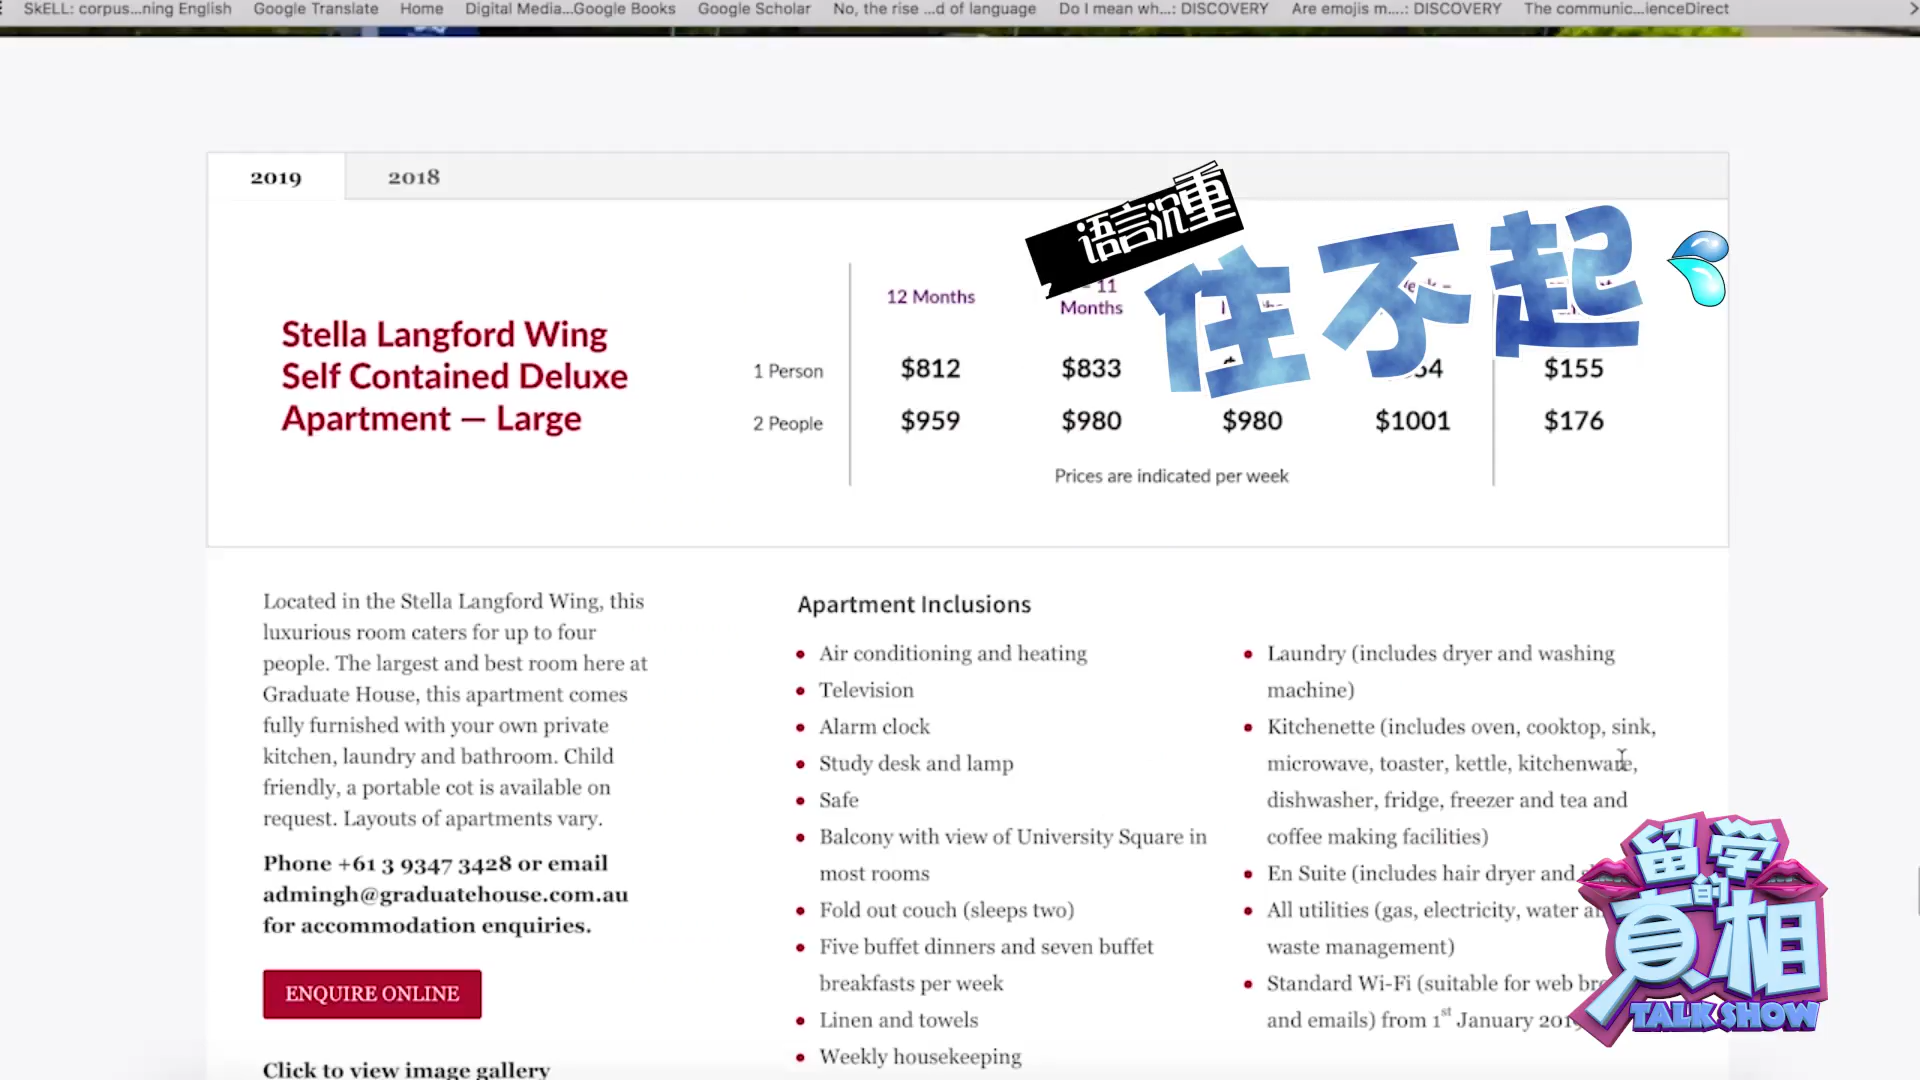 SkELL: corpus...ning English Google Translate Home Digital Media...Google Books Google Scholar No, the rise ...d of language Do I mean wh...: DISCOVERY Are emojis m....: DISCOVERY The communic...ienceDirect
2019 2018
语言沉重
住不起
12 Months
11
Months
Stella Langford Wing
Self Contained Deluxe
Apartment — Large
1 Person $812 $833 $155
2 People $959 $980 $980 $1001 $176
Prices are indicated per week
Located in the Stella Langford Wing, this
luxurious room caters for up to four
people. The largest and best room here at
Graduate House, this apartment comes
fully furnished with your own private
kitchen, laundry and bathroom. Child
friendly, a portable cot is available on
request. Layouts of apartments vary.
Phone +61 3 9347 3428 or email
admingh@graduatehouse.com.au
for accommodation enquiries.
ENQUIRE ONLINE
Click to view image gallery
Apartment Inclusions
Air conditioning and heating
Television
Alarm clock
Study desk and lamp
Safe
Balcony with view of University Square in
most rooms
Fold out couch (sleeps two)
Five buffet dinners and seven buffet
breakfasts per week
Linen and towels
Weekly housekeeping
Laundry (includes dryer and washing
machine)
Kitchenette (includes oven, cooktop, sink,
microwave, toaster, kettle, kitchenware,
dishwasher, fridge, freezer and tea and
coffee making facilities)
En Suite (includes hair dryer and
All utilities (gas, electricity, water
waste management)
Standard Wi-Fi (suitable for web
and emails) from 1st January
留学
的
真相
TALK SHOW